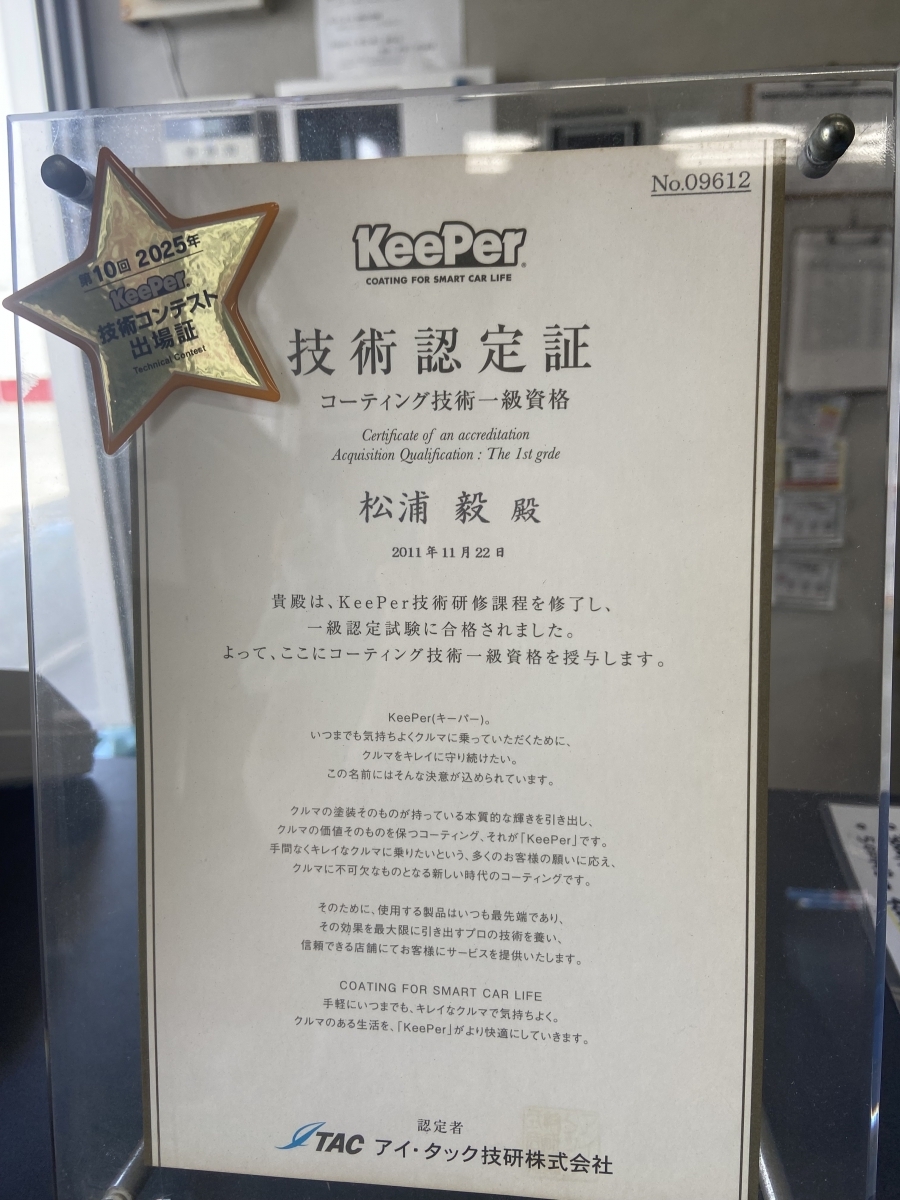 No.09612
第10回 2025年
KeePer
技術コンテスト
出場証
Technical Contest
KeePer
COATING FOR SMART CAR LIFE
技術認定証
コーティング技術一級資格
Certificate of an accreditation
Acquisition Qualification : The 1st grde
松浦 毅 殿
2011年11月22日
貴殿は、KeePer技術研修課程を修了し、
一級認定試験に合格されました。
よって、ここにコーティング技術一級資格を授与します。
KeePer(キーパー)。
いつまでも気持ちよくクルマに乗っていただくために、
クルマをキレイに守り続けたい。
この名前にはそんな決意が込められています。
クルマの塗装そのものが持っている本質的な輝きを引き出し、
クルマの価値そのものを保つコーティング、それが「KeePer」です。
手間なくキレイなクルマに乗りたいという、多くのお客様の願いに応え、
クルマに不可欠なものとなる新しい時代のコーティングです。
そのために、使用する製品はいつも最先端であり、
その効果を最大限に引き出すプロの技術を養い、
信頼できる店舗にてお客様にサービスを提供いたします。
COATING FOR SMART CAR LIFE
手軽にいつまでも、キレイなクルマで気持ちよく。
クルマのある生活を、「KeePer」がより快適にしていきます。
認定者
TAC アイ・タック技研株式会社